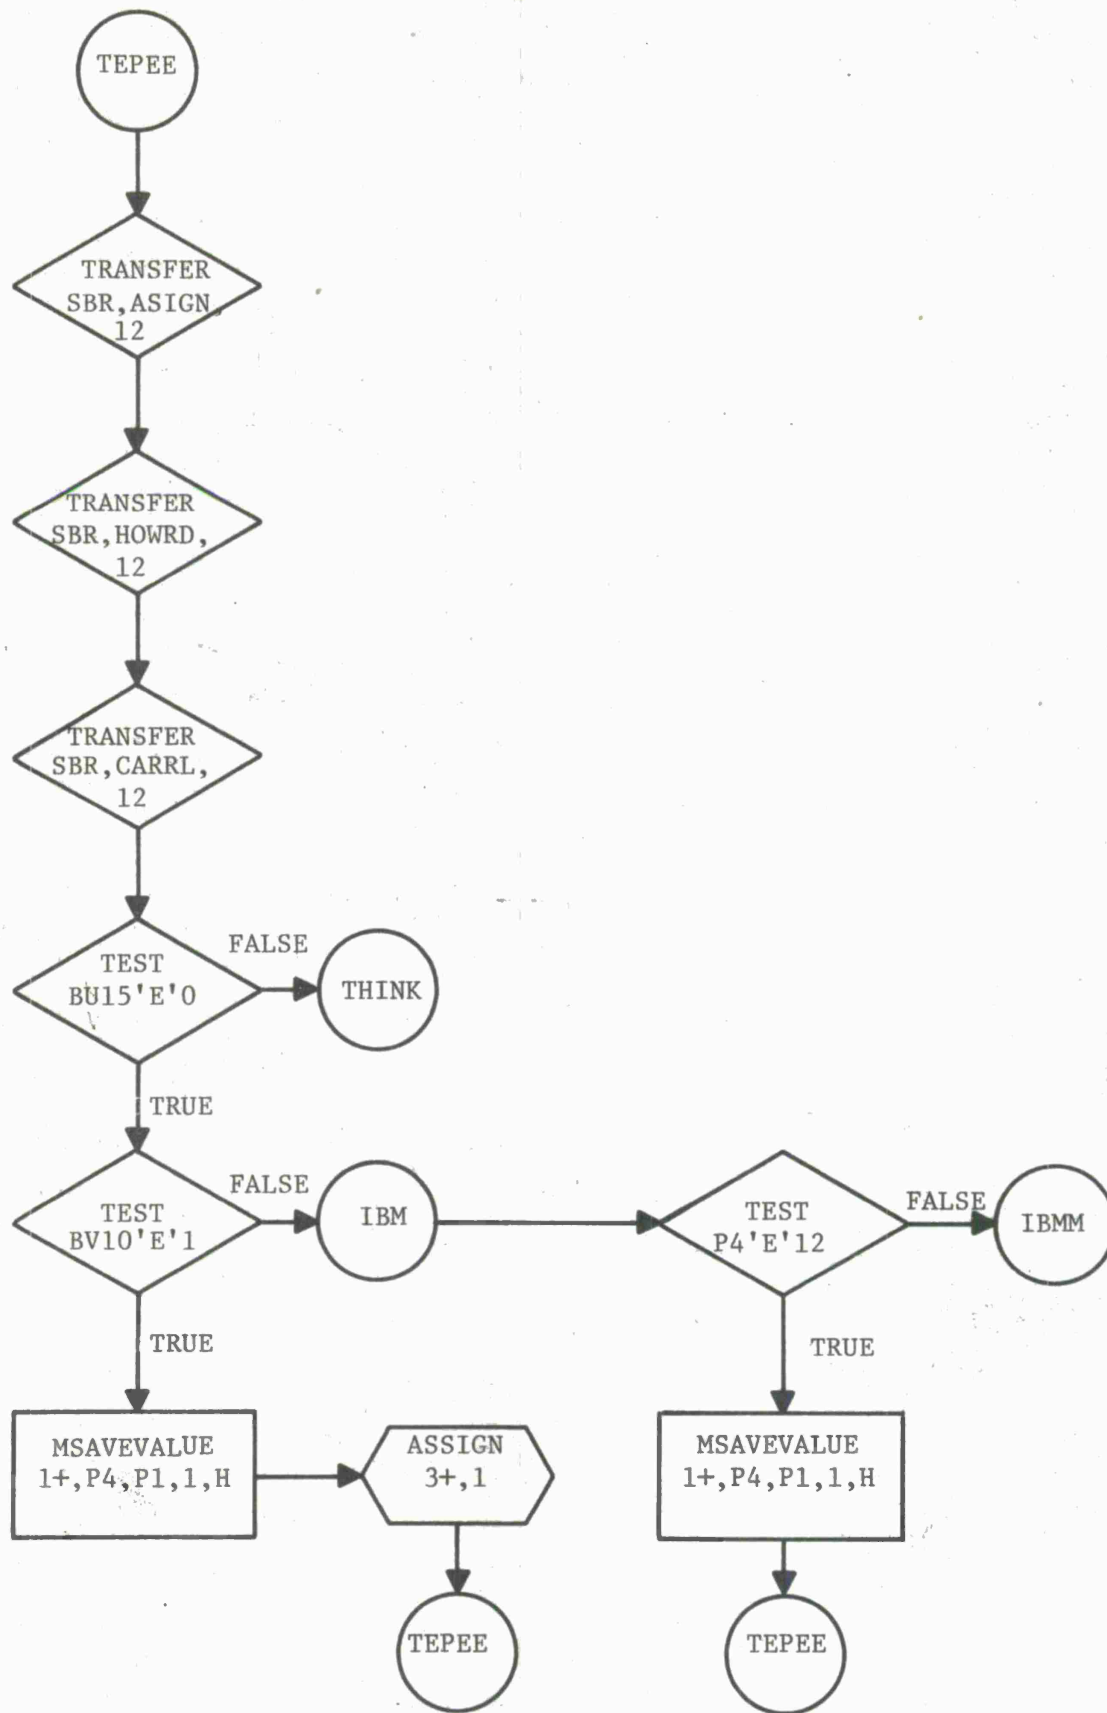 TEPEE
TRANSFER
SBR,ASIGN,
12
TRANSFER
SBR,HOWRD,
12
TRANSFER
SBR,CARRL,
12
TEST
BU15'E'0
FALSE
THINK
TRUE
TEST
BV10'E'1
FALSE
IBM
TEST
P4'E'12
FALSE
IBMM
TRUE
MSAVEVALUE
1+,P4,P1,1,H
ASSIGN
3+,1
TEPEE
TRUE
MSAVEVALUE
1+,P4,P1,1,H
TEPEE